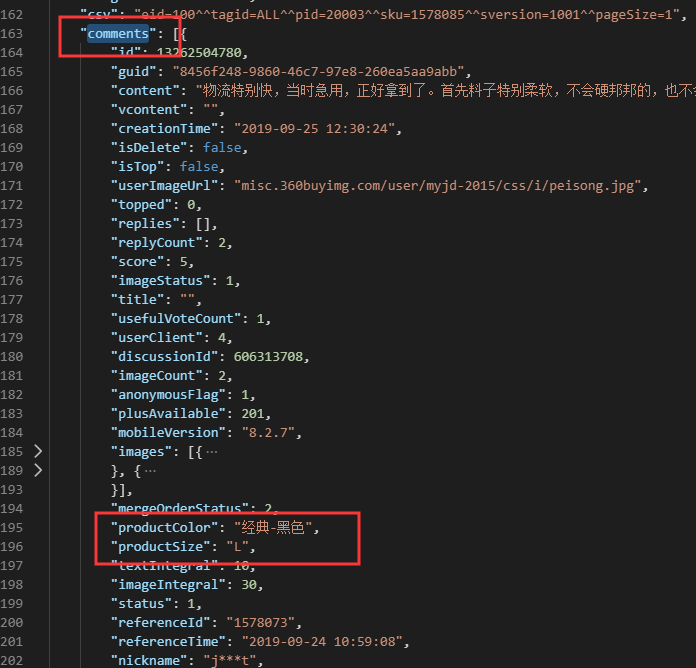 162 "csv": "eid=100^^tagid=ALL^^pid=20003^^sku=1578085^^sversion=1001^^pageSize=1",
163 "comments": [{
164 "id": 13262504780,
165 "guid": "8456f248-9860-46c7-97e8-260ea5aa9abb",
166 "content": "物流特别快，当时急用，正好拿到了。首先料子特别柔软，不会硬邦邦的，也不会
167 "vcontent": "",
168 "creationTime": "2019-09-25 12:30:24",
169 "isDelete": false,
170 "isTop": false,
171 "userImageUrl": "misc.360buyimg.com/user/myjd-2015/css/i/peisong.jpg",
172 "topped": 0,
173 "replies": [],
174 "replyCount": 2,
175 "score": 5,
176 "imageStatus": 1,
177 "title": "",
178 "usefulVoteCount": 1,
179 "userClient": 4,
180 "discussionId": 606313708,
181 "imageCount": 2,
182 "anonymousFlag": 1,
183 "plusAvailable": 201,
184 "mobileVersion": "8.2.7",
185 "images": [{…
189 }, {…
193 }],
194 "mergeOrderStatus": 2,
195 "productColor": "经典-黑色",
196 "productSize": "L",
197 "textIntegral": 10,
198 "imageIntegral": 30,
199 "status": 1,
200 "referenceId": "1578073",
201 "referenceTime": "2019-09-24 10:59:08",
202 "nickname": "j***t",